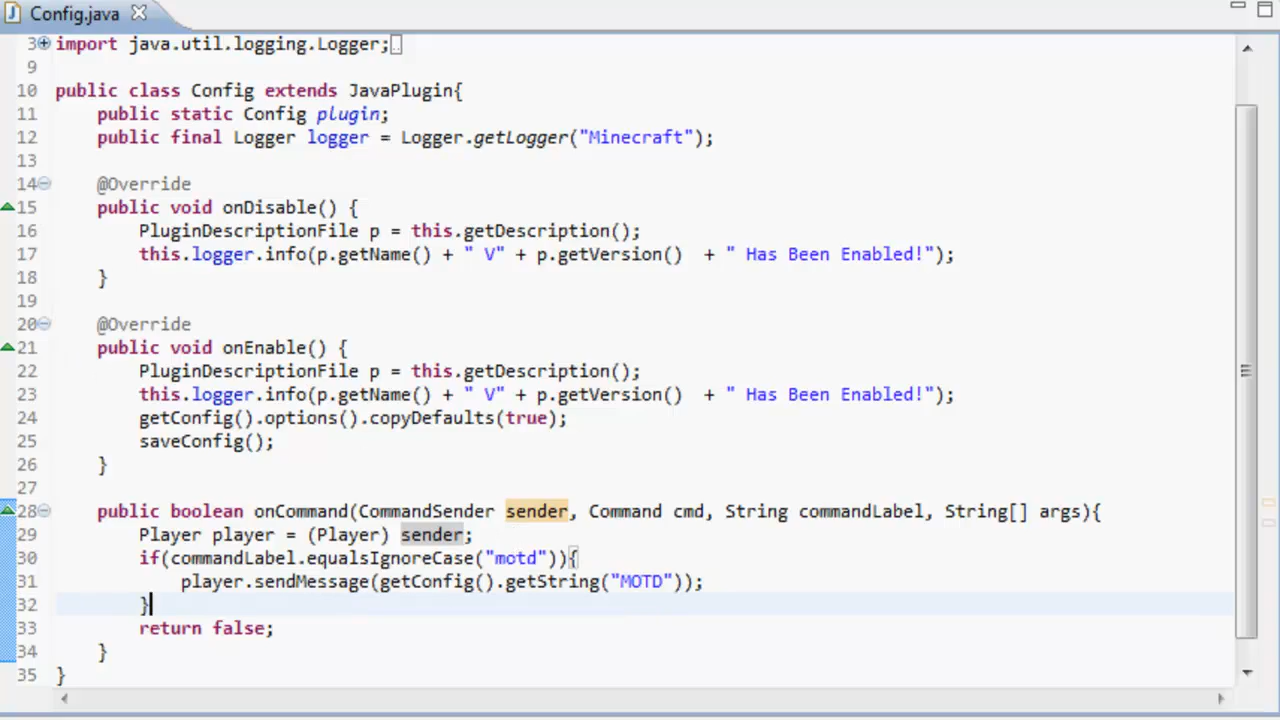 Config.java
3 import java.util.logging.Logger;
9
10 public class Config extends JavaPlugin{
11     public static Config plugin;
12     public final Logger logger = Logger.getLogger("Minecraft");
13
14     @Override
15     public void onDisable() {
16         PluginDescriptionFile p = this.getDescription();
17         this.logger.info(p.getName() + " V" + p.getVersion()  + " Has Been Enabled!");
18     }
19
20     @Override
21     public void onEnable() {
22         PluginDescriptionFile p = this.getDescription();
23         this.logger.info(p.getName() + " V" + p.getVersion()  + " Has Been Enabled!");
24         getConfig().options().copyDefaults(true);
25         saveConfig();
26     }
27
28     public boolean onCommand(CommandSender sender, Command cmd, String commandLabel, String[] args){
29         Player player = (Player) sender;
30         if(commandLabel.equalsIgnoreCase("motd")){
31             player.sendMessage(getConfig().getString("MOTD"));
32         }
33         return false;
34     }
35 }